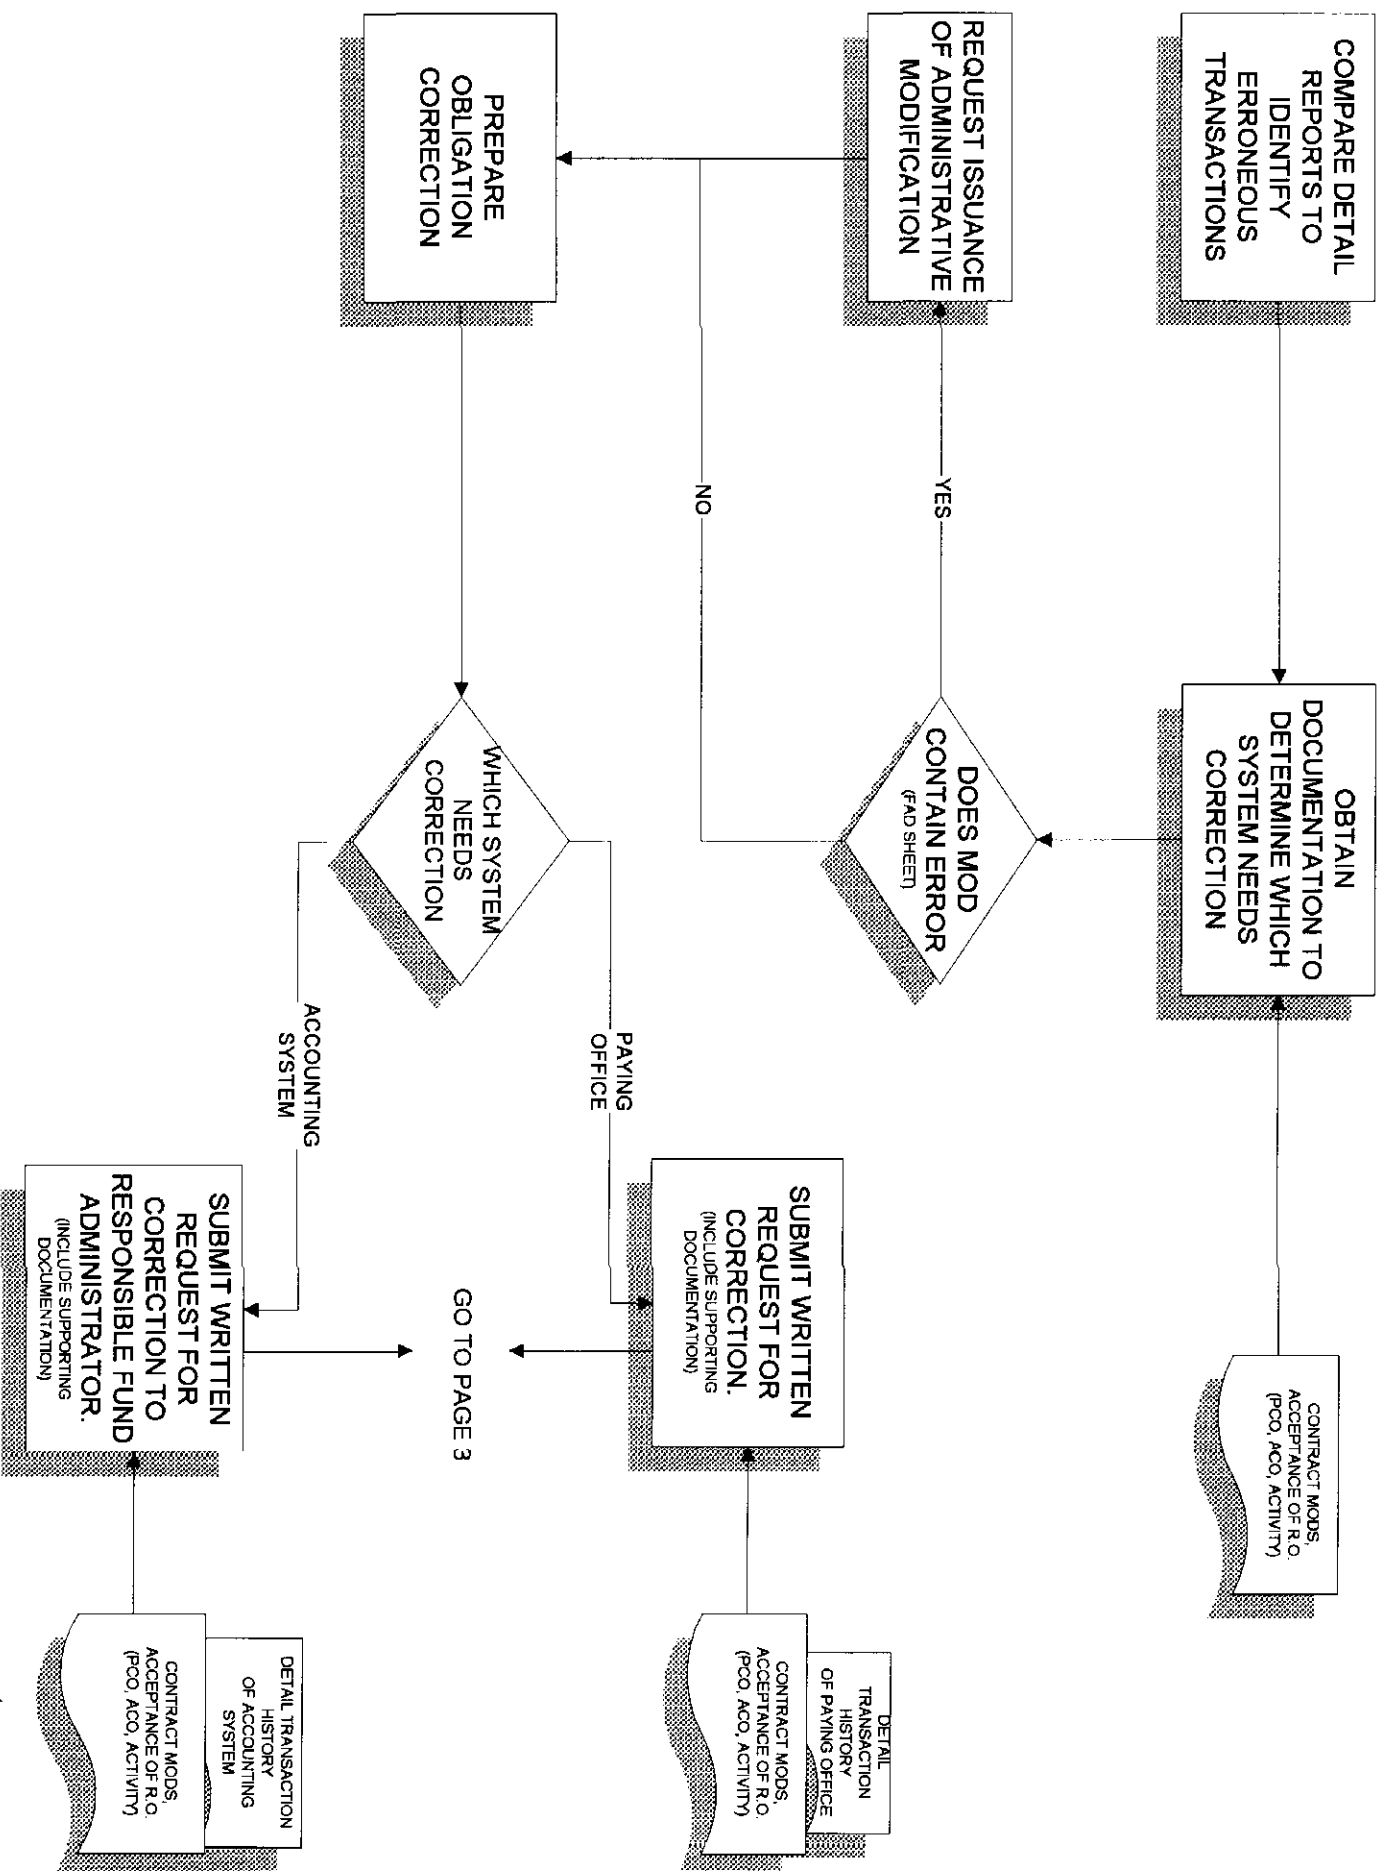 COMPARE DETAIL
REPORTS TO
IDENTIFY
ERRONEOUS
TRANSACTIONS
OBTAIN
DOCUMENTATION TO
DETERMINE WHICH
SYSTEM NEEDS
CORRECTION
CONTRACT MODS,
ACCEPTANCE OF R.O.
(PCO, ACO, ACTIVITY)
REQUEST ISSUANCE
OF ADMINISTRATIVE
MODIFICATION
YES
DOES MOD
CONTAIN ERROR
(FAD SHEET)
NO
PREPARE
OBLIGATION
CORRECTION
WHICH SYSTEM
NEEDS
CORRECTION
PAYING
OFFICE
SUBMIT WRITTEN
REQUEST FOR
CORRECTION.
(INCLUDE SUPPORTING
DOCUMENTATION)
DETAIL
TRANSACTION
HISTORY
OF PAYING OFFICE
CONTRACT MODS,
ACCEPTANCE OF R.O.
(PCO, ACO, ACTIVITY)
GO TO PAGE 3
ACCOUNTING
SYSTEM
SUBMIT WRITTEN
REQUEST FOR
CORRECTION TO
RESPONSIBLE FUND
ADMINISTRATOR.
(INCLUDE SUPPORTING
DOCUMENTATION)
DETAIL TRANSACTION
HISTORY
OF ACCOUNTING
SYSTEM
CONTRACT MODS,
ACCEPTANCE OF R.O.
(PCO, ACO, ACTIVITY)